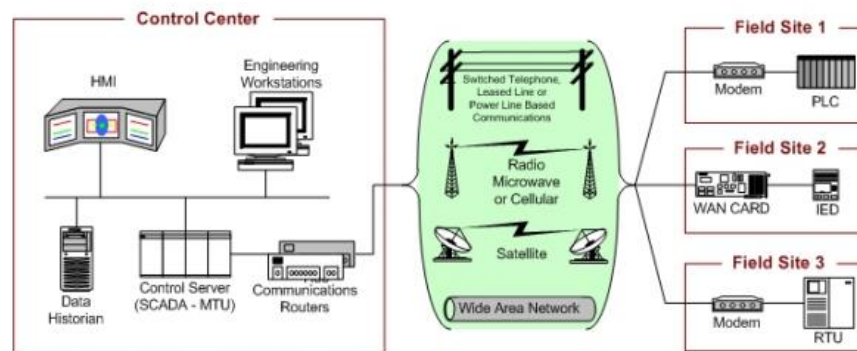 Control Center
HMI
Engineering
Workstations
Data
Historian
Control Server
(SCADA - MTU)
Communications
Routers
Switched Telephone,
Leased Line or
Power Line Based
Communications
Radio
Microwave
or Cellular
Satellite
Wide Area Network
Field Site 1
Modem
PLC
Field Site 2
WAN CARD
IED
Field Site 3
Modem
RTU